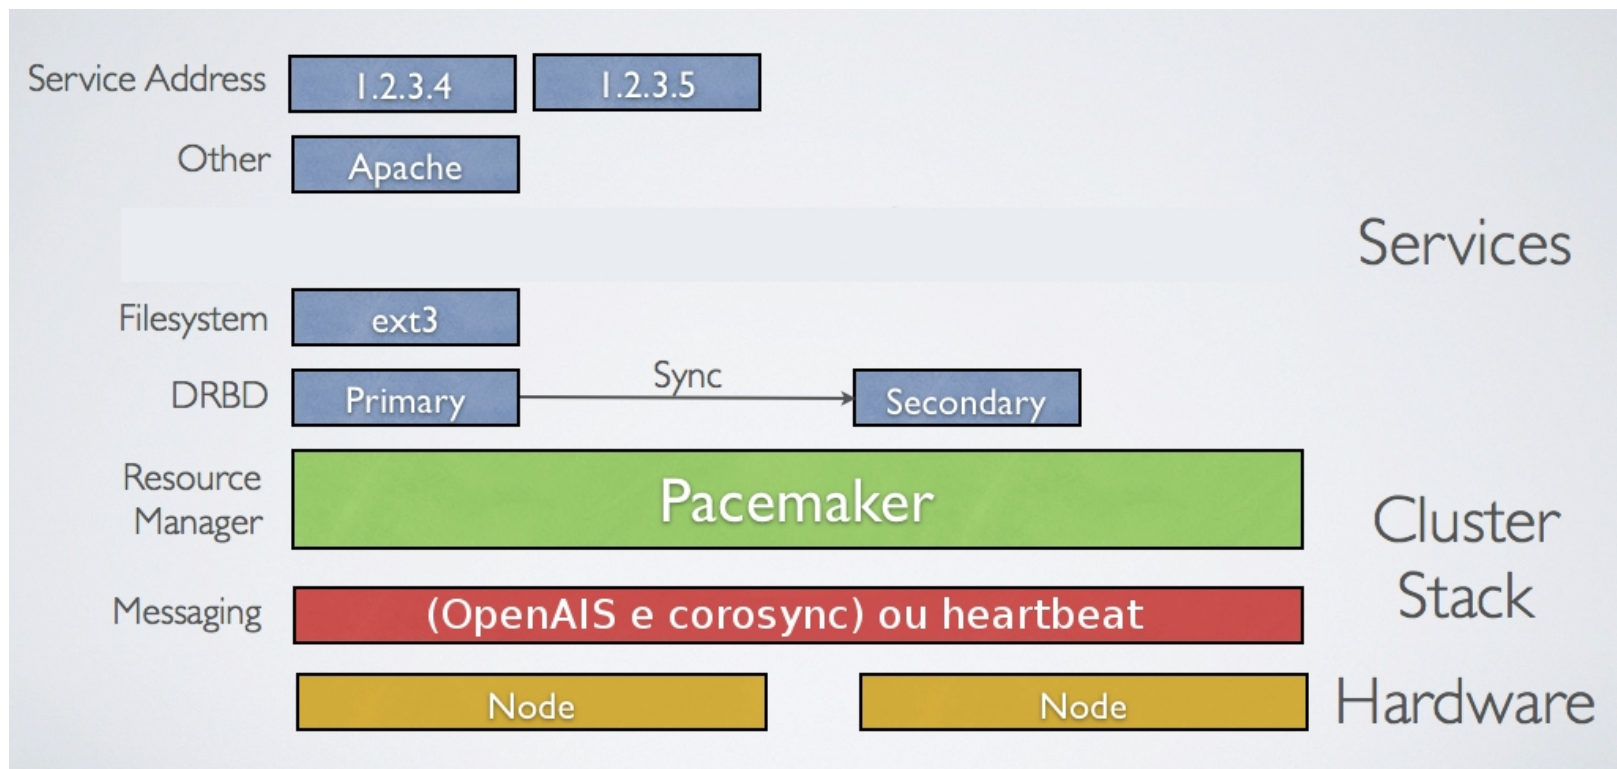 Service Address
1.2.3.4
1.2.3.5
Other
Apache
Services
Filesystem
ext3
DRBD
Primary
Sync
Secondary
Resource
Manager
Pacemaker
Cluster
Stack
Messaging
(OpenAIS e corosync) ou heartbeat
Node
Node
Hardware